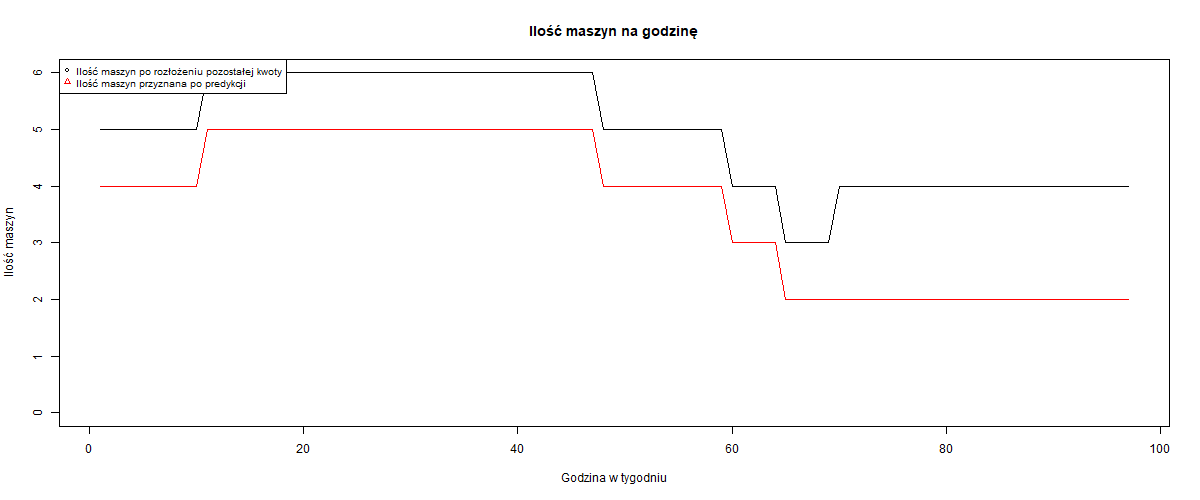 Ilość maszyn na godzinę
Ilość maszyn po rozłożeniu pozostałej kwoty
Ilość maszyn przyznana po predykcji
Ilość maszyn
6
5
4
3
2
1
0
0 20 40 60 80 100
Godzina w tygodniu